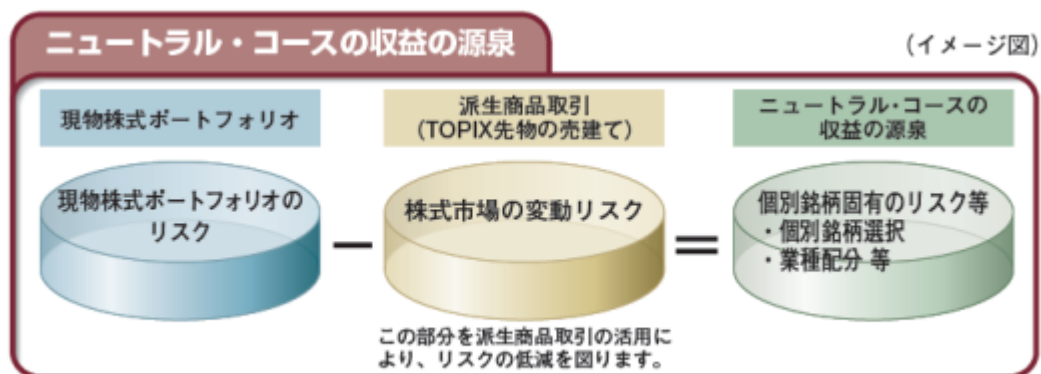 ニュートラル・コースの収益の源泉
(イメージ図)
現物株式ポートフォリオ
派生商品取引
(TOPIX先物の売建て)
ニュートラル・コースの
収益の源泉
現物株式ポートフォリオの
リスク
−
株式市場の変動リスク
=
個別銘柄固有のリスク等
・個別銘柄選択
・業種配分 等
この部分を派生商品取引の活用に
より、リスクの低減を図ります。